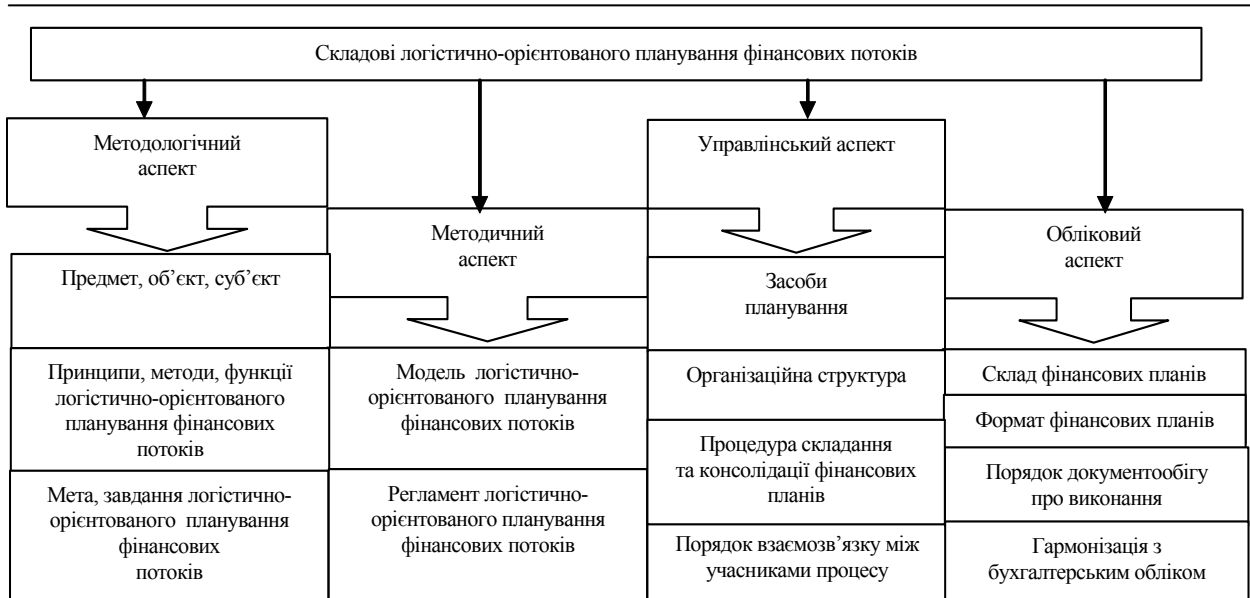 Складові логістично-орієнтованого планування фінансових потоків
Методологічний
аспект
Предмет, об’єкт, суб’єкт
Принципи, методи, функції
логістично-орієнтованого
планування фінансових
потоків
Мета, завдання логістично-
орієнтованого планування
фінансових
потоків
Методичний
аспект
Модель логістично-
орієнтованого планування
фінансових потоків
Регламент логістично-
орієнтованого планування
фінансових потоків
Управлінський аспект
Засоби
планування
Організаційна структура
Процедура складання
та консолідації фінансових
планів
Порядок взаємозв’язку між
учасниками процесу
Обліковий
аспект
Склад фінансових планів
Формат фінансових планів
Порядок документообігу
про виконання
Гармонізація з
бухгалтерським обліком